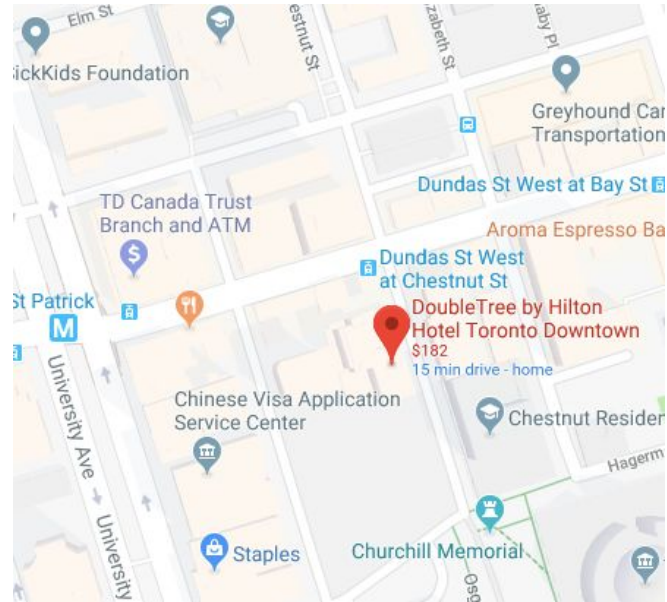 Elm St
SickKids Foundation
Chestnut St
Elizabeth St
Greyhound Car
Transportation
Dundas St West at Bay St
TD Canada Trust
Branch and ATM
$
Aroma Espresso Ba
Dundas St West
at Chestnut St
St Patrick
M
DoubleTree by Hilton
Hotel Toronto Downtown
$182
15 min drive - home
University Ave
Chinese Visa Application
Service Center
Chestnut Residen
Hagerm
University
Staples
Churchill Memorial
Osg